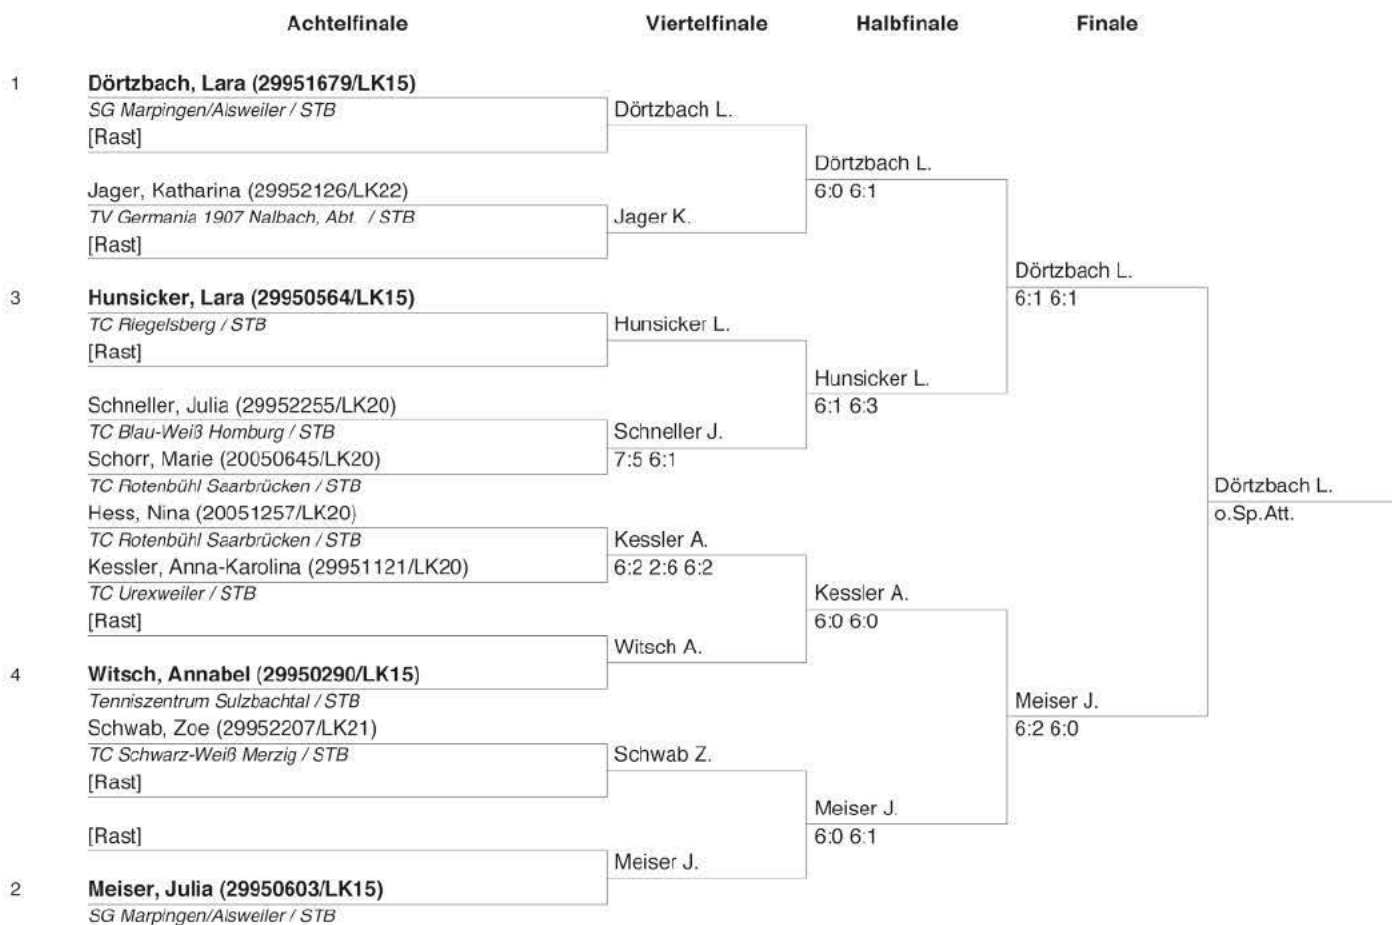 Achtelfinale Viertelfinale Halbfinale Finale
1 Dörtzbach, Lara (29951679/LK15)
SG Marpingen/Alsweiler / STB Dörtzbach L.
[Rast]
Dörtzbach L.
Jager, Katharina (29952126/LK22) 6:0 6:1
TV Germania 1907 Nalbach, Abt. / STB Jager K.
[Rast]
Dörtzbach L.
3 Hunsicker, Lara (29950564/LK15) 6:1 6:1
TC Riegelsberg / STB Hunsicker L.
[Rast]
Hunsicker L.
Schneller, Julia (29952255/LK20) 6:1 6:3
TC Blau-Weiß Homburg / STB Schneller J.
Schorr, Marie (20050645/LK20) 7:5 6:1
TC Rotenbühl Saarbrücken / STB Dörtzbach L.
Hess, Nina (20051257/LK20) o.Sp.Att.
TC Rotenbühl Saarbrücken / STB Kessler A.
Kessler, Anna-Karolina (29951121/LK20) 6:2 2:6 6:2
TC Urexweiler / STB Kessler A.
[Rast] 6:0 6:0
Witsch A.
4 Witsch, Annabel (29950290/LK15)
Tenniszentrum Sulzbachtal / STB Meiser J.
Schwab, Zoe (29952207/LK21) 6:2 6:0
TC Schwarz-Weiß Merzig / STB Schwab Z.
[Rast]
Meiser J.
[Rast] 6:0 6:1
Meiser J.
2 Meiser, Julia (29950603/LK15)
SG Marpingen/Alsweiler / STB